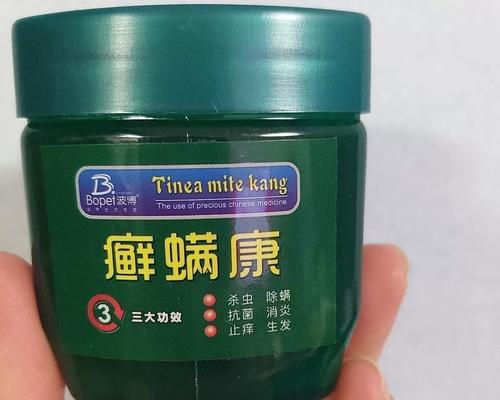 B.
Bopet波博
Tinea mite kang
The use of precious chinese medicine
癣螨康
3
三大功效
杀虫 除螨
抗菌 消炎
止痒 生发